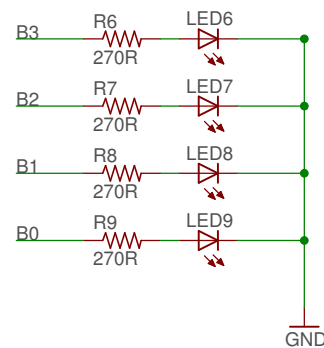 R6 LED6
B3
270R
R7 LED7
B2
270R
R8 LED8
B1
270R
R9 LED9
B0
270R
GND